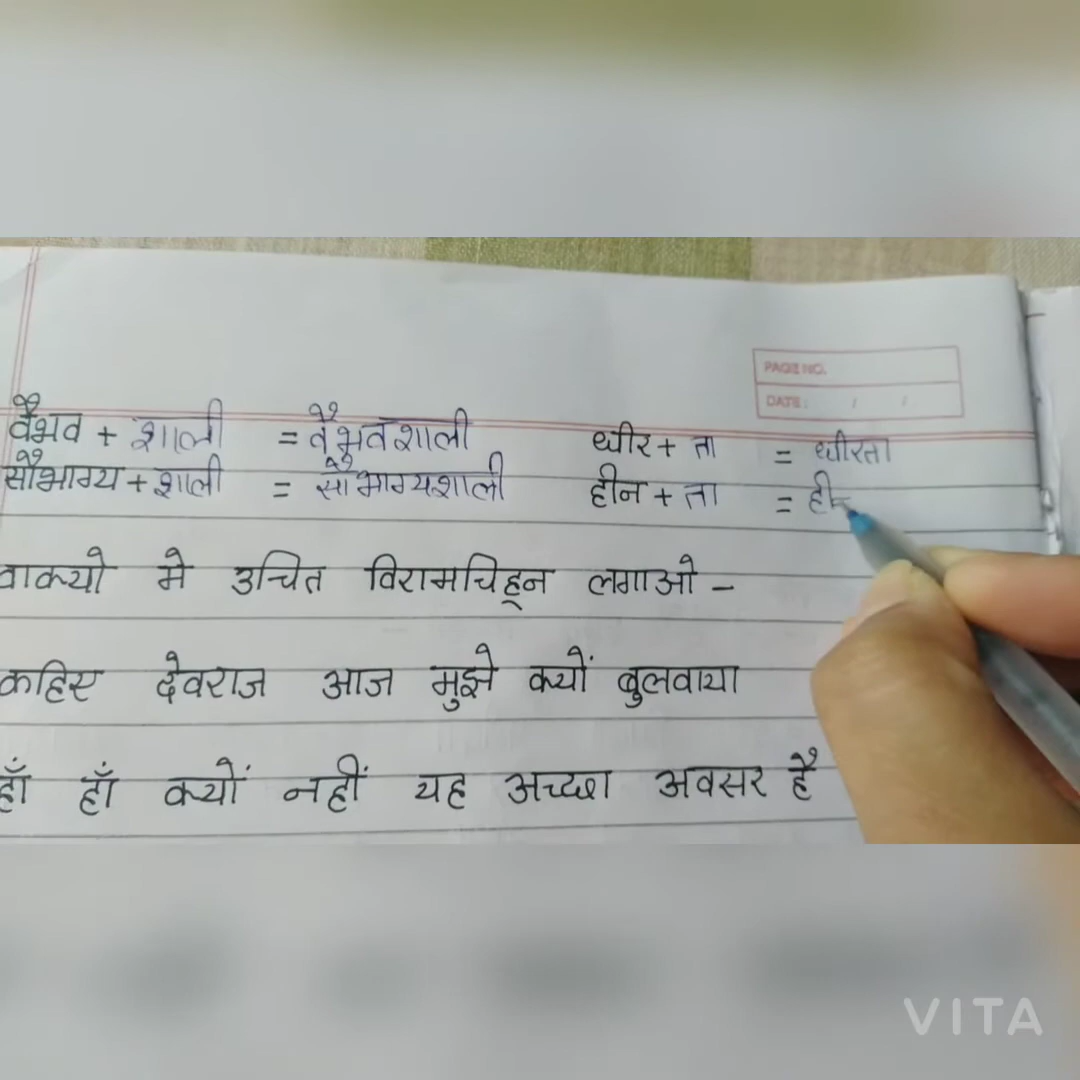 PAGE NO.
DATE: / /
वैभव + शाली = वैभवशाली धीर + ता = धीरता
सौभाग्य + शाली = सौभाग्यशाली हीन + ता = ही
वाक्यो मे उचित विरामचिह्न लगाओ –
कहिए देवराज आज मुझे क्यों बुलवाया
हाँ हाँ क्यों नहीं यह अच्छा अवसर है
VITA